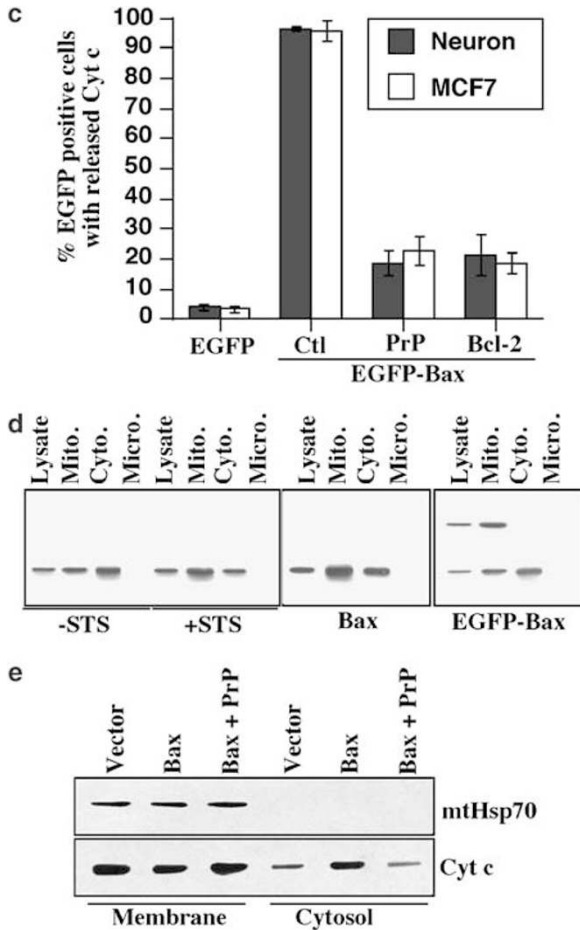 c
% EGFP positive cells
with released Cyt c
100
90
80
70
60
50
40
30
20
10
0
Neuron
MCF7
EGFP Ctl PrP Bcl-2
EGFP-Bax
d
Lysate Mito. Cyto. Micro. Lysate Mito. Cyto. Micro. Lysate Mito. Cyto. Micro. Lysate Mito. Cyto. Micro.
-STS +STS Bax EGFP-Bax
e
Vector Bax Bax + PrP Vector Bax Bax + PrP
mtHsp70
Cyt c
Membrane Cytosol